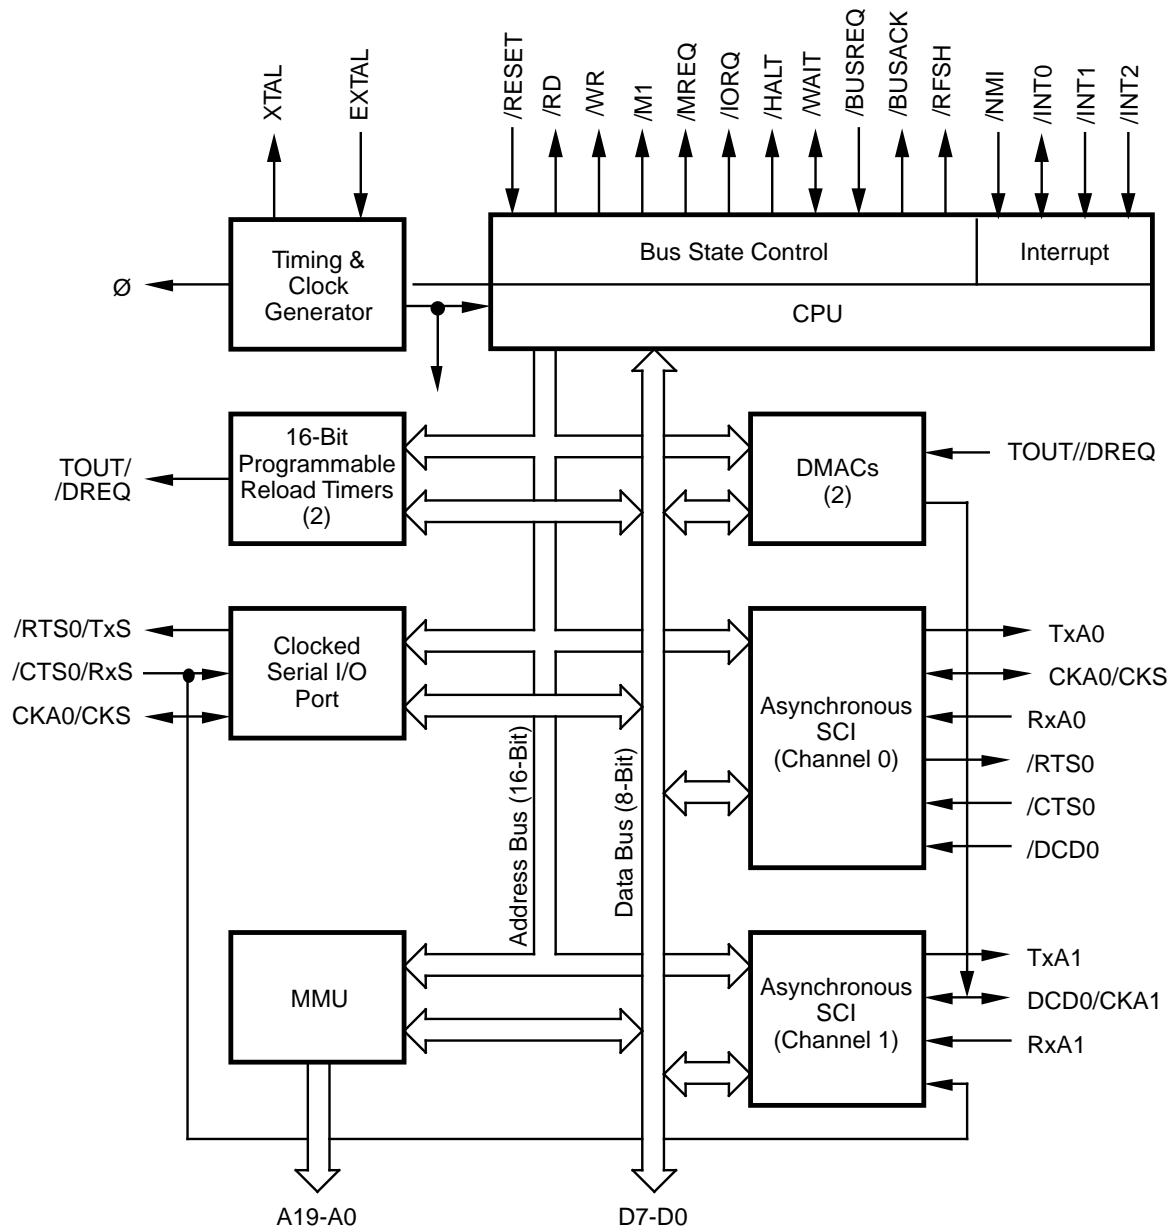 XTAL
EXTAL
/RESET
/RD
/WR
/M1
/MREQ
/IORQ
/HALT
/WAIT
/BUSREQ
/BUSACK
/RFSH
/NMI
/INT0
/INT1
/INT2
Timing &
Clock
Generator
Bus State Control
Interrupt
Ø
CPU
16-Bit
Programmable
Reload Timers
(2)
TOUT/
/DREQ
DMACs
(2)
TOUT//DREQ
/RTS0/TxS
/CTS0/RxS
CKA0/CKS
Clocked
Serial I/O
Port
Asynchronous
SCI
(Channel 0)
TxA0
CKA0/CKS
RxA0
/RTS0
/CTS0
/DCD0
Address Bus (16-Bit)
Data Bus (8-Bit)
MMU
Asynchronous
SCI
(Channel 1)
TxA1
DCD0/CKA1
RxA1
A19-A0
D7-D0